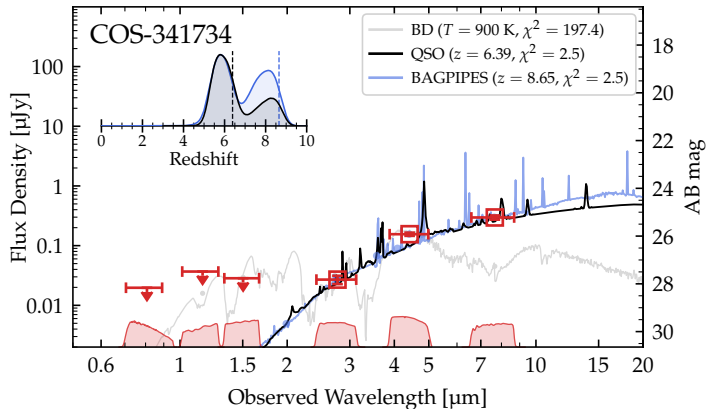 COS-341734
BD (T = 900 K, χ² = 197.4)
QSO (z = 6.39, χ² = 2.5)
BAGPIPES (z = 8.65, χ² = 2.5)
100
10
1
0.1
0.01
Flux Density [μJy]
0 2 4 6 8 10
Redshift
18
20
22
24
26
28
30
AB mag
0.6 1 1.5 2 3 4 5 10 20
Observed Wavelength [μm]